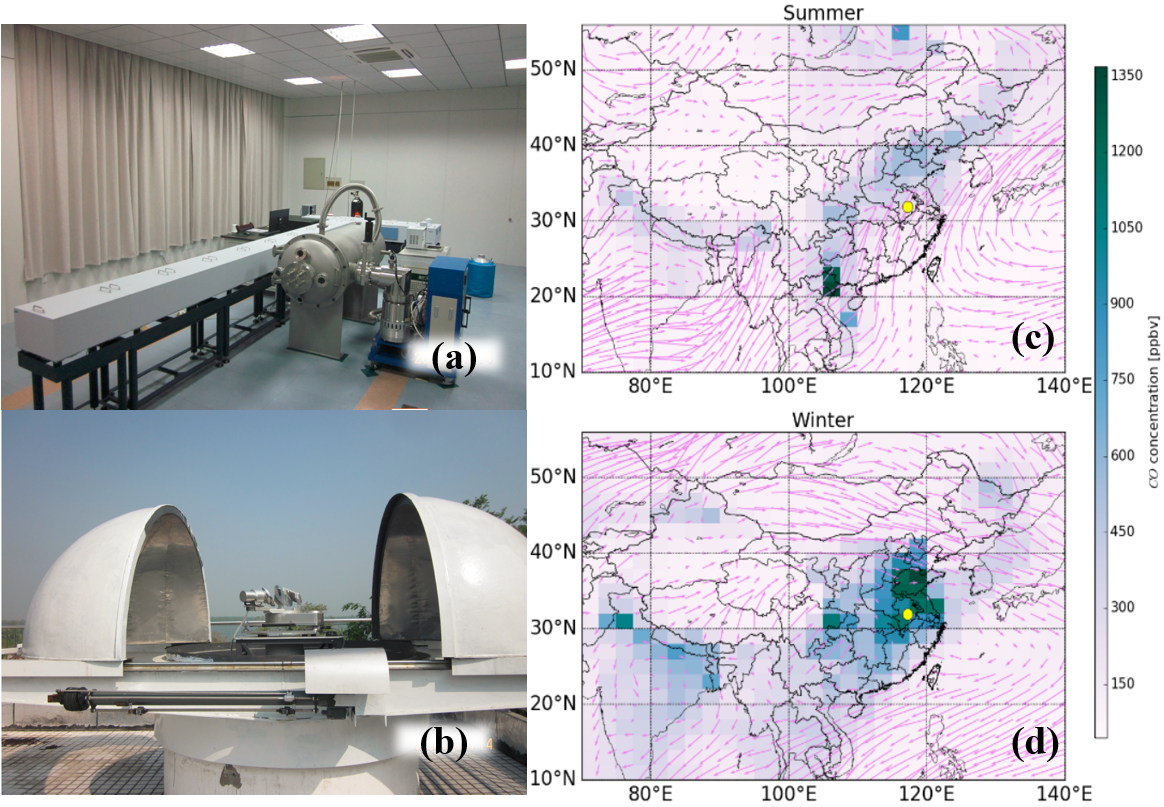 (a)
(b)
Summer
50°N
40°N
30°N
20°N
10°N
80°E 100°E 120°E 140°E
(c)
Winter
50°N
40°N
30°N
20°N
10°N
80°E 100°E 120°E 140°E
(d)
1350
1200
1050
900
750
600
450
300
150
CO concentration [ppbv]